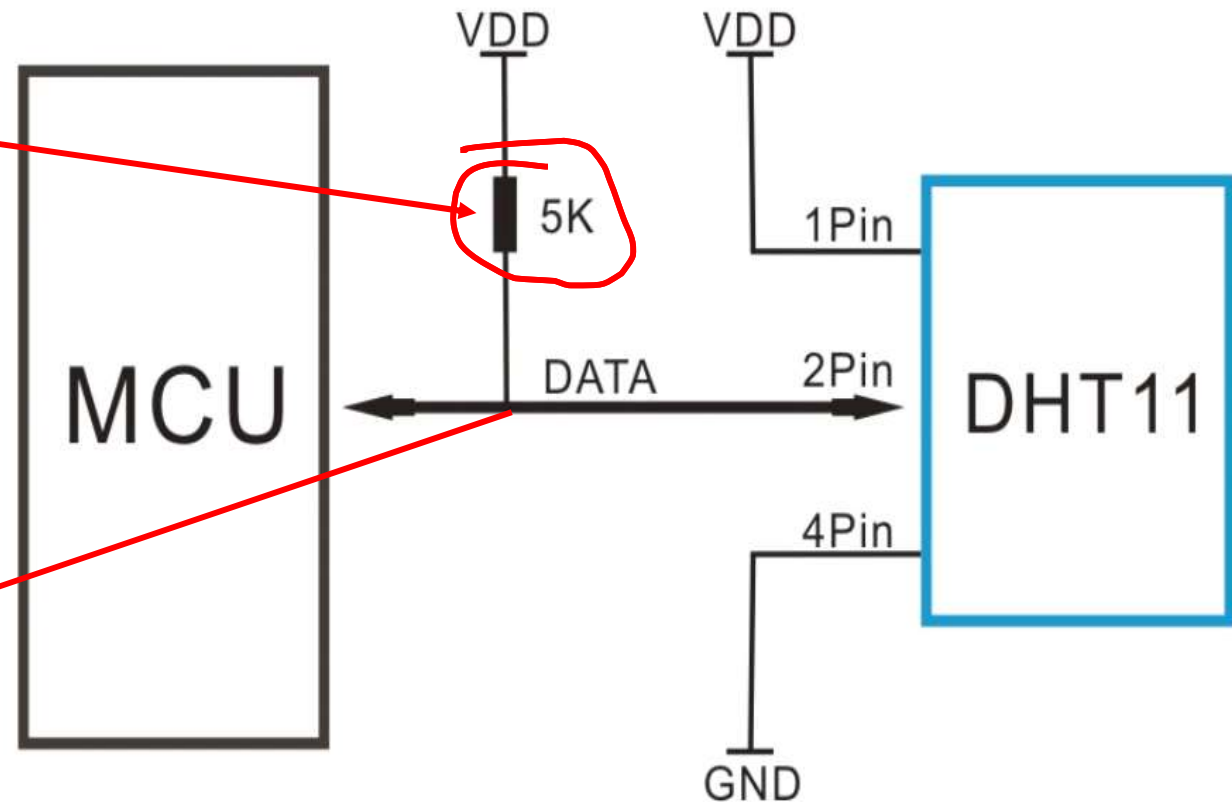 VDD
VDD
5K
1Pin
MCU
DATA
2Pin
DHT11
4Pin
GND